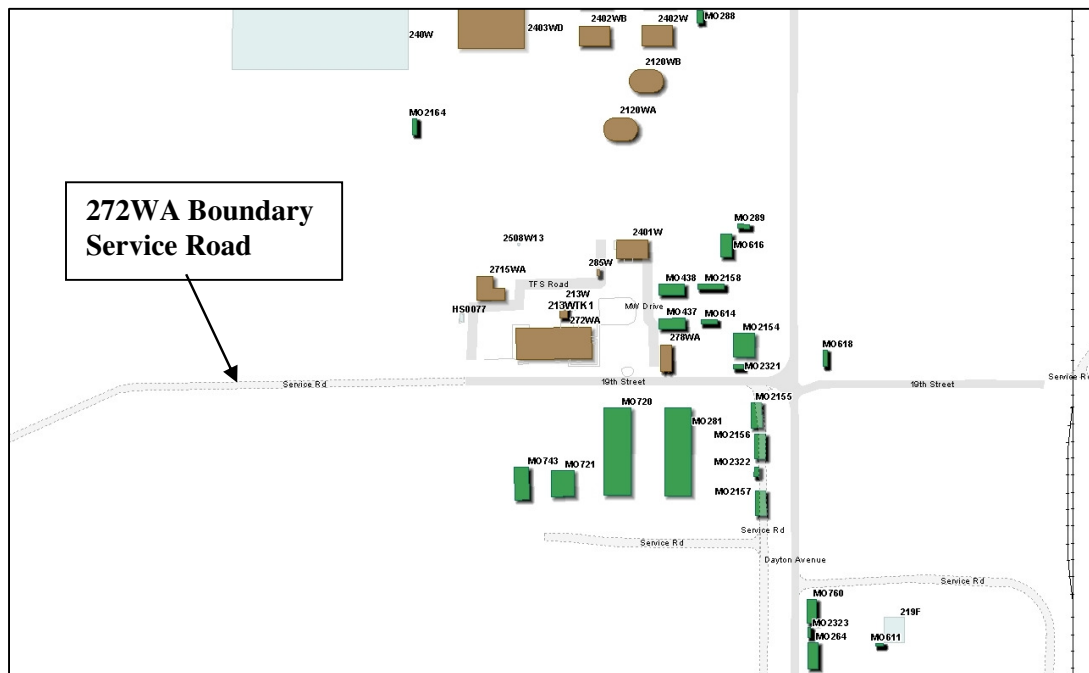 MO288
2402WB
2402W
2403WD
240W
2120WB
2120WA
MO2164
272WA Boundary
Service Road
MO289
2401W
MO616
2508W13
285W
2715WA
MO438
MO2158
TFS Road
213W
213WTK1
MW Drive
HS0077
272WA
MO437
MO614
MO2154
278WA
MO618
MO2321
Service Rd
Service Rd
19th Street
19th Street
MO2155
MO720
MO281
MO2156
MO743
MO721
MO2322
MO2157
Service Rd
Service Rd
Dayton Avenue
Service Rd
MO760
219F
MO2323
MO264
MO611